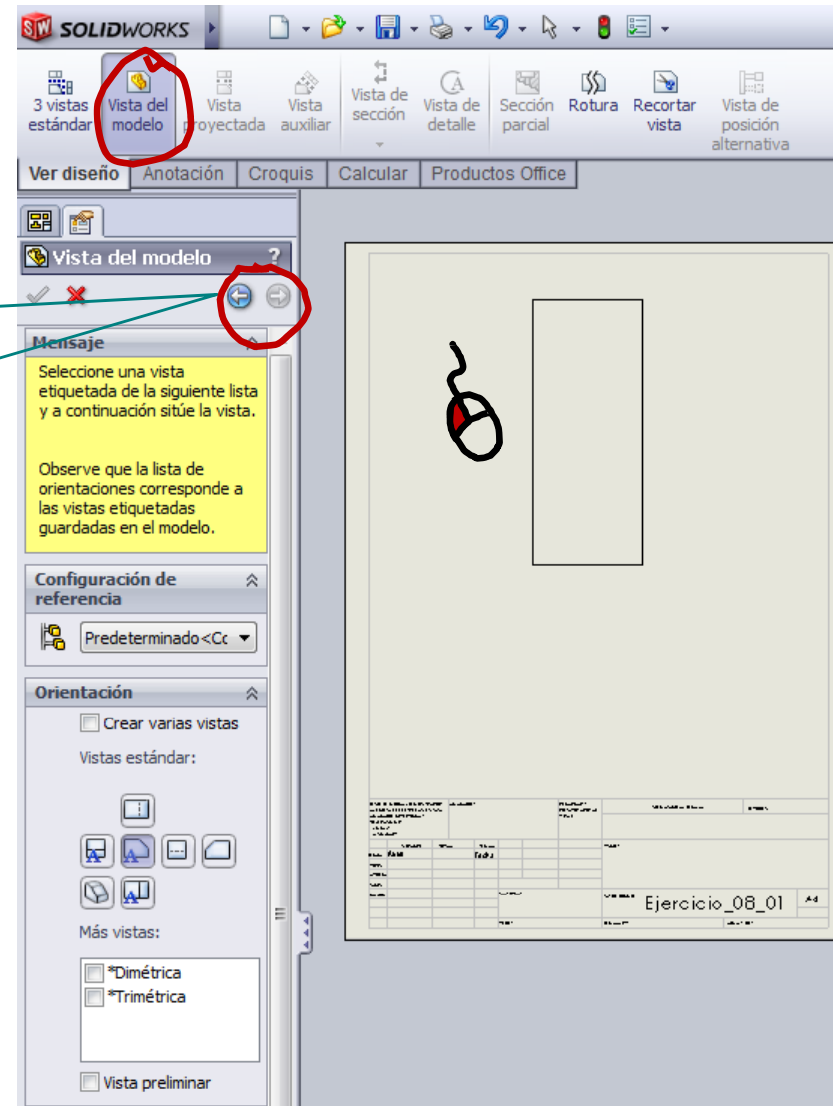 SW SOLIDWORKS
3 vistas estándar
Vista del modelo
Vista proyectada
Vista auxiliar
Vista de sección
Vista de detalle
Sección parcial
Rotura
Recortar vista
Vista de posición alternativa
Ver diseño
Anotación
Croquis
Calcular
Productos Office
Vista del modelo ?
Mensaje
Seleccione una vista
etiquetada de la siguiente lista
y a continuación sitúe la vista.
Observe que la lista de
orientaciones corresponde a
las vistas etiquetadas
guardadas en el modelo.
Configuración de
referencia
Predeterminado<Cc
Orientación
Crear varias vistas
Vistas estándar:
Más vistas:
*Dimétrica
*Trimétrica
Vista preliminar
Fecha
Ejercicio_08_01
A4